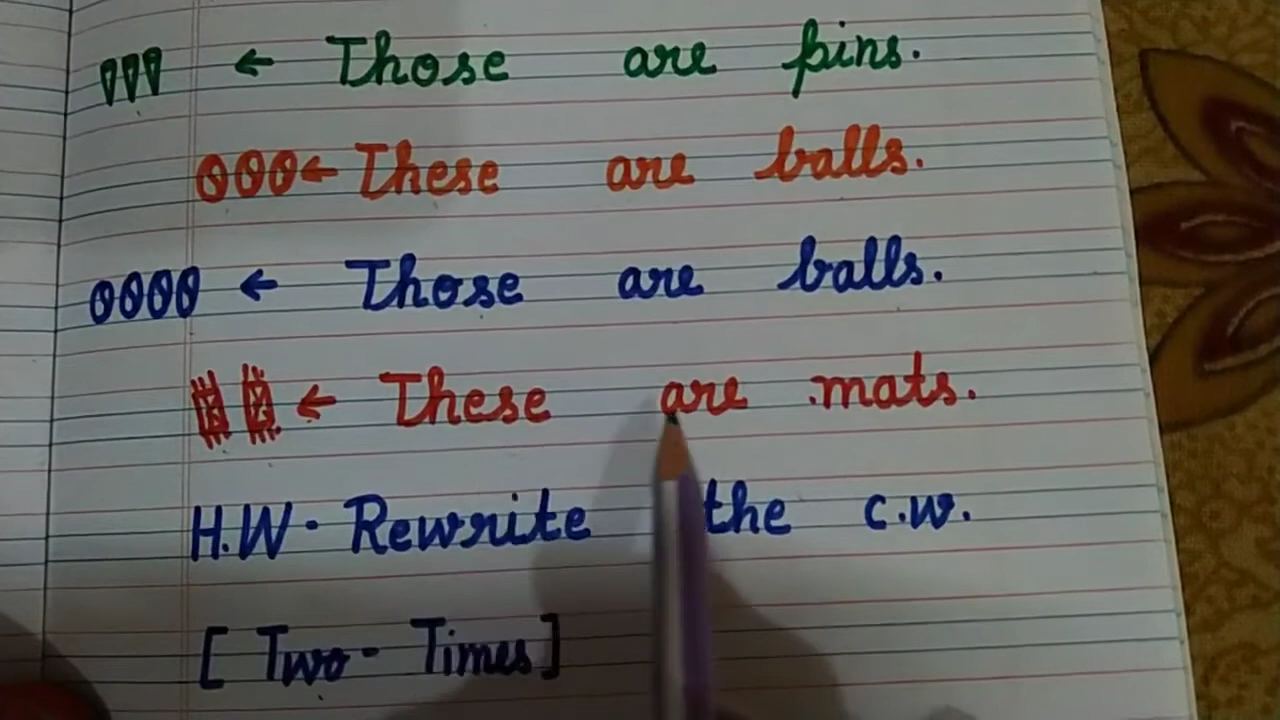 ← Those are pins.
← These are balls.
← Those are balls.
← These are mats.
H.W. Rewrite the c.w.
[Two - Times]